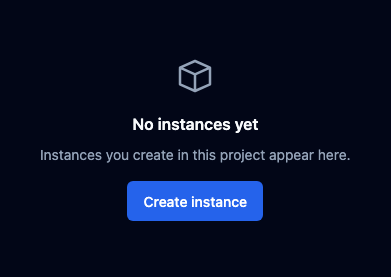 No instances yet
Instances you create in this project appear here.
Create instance